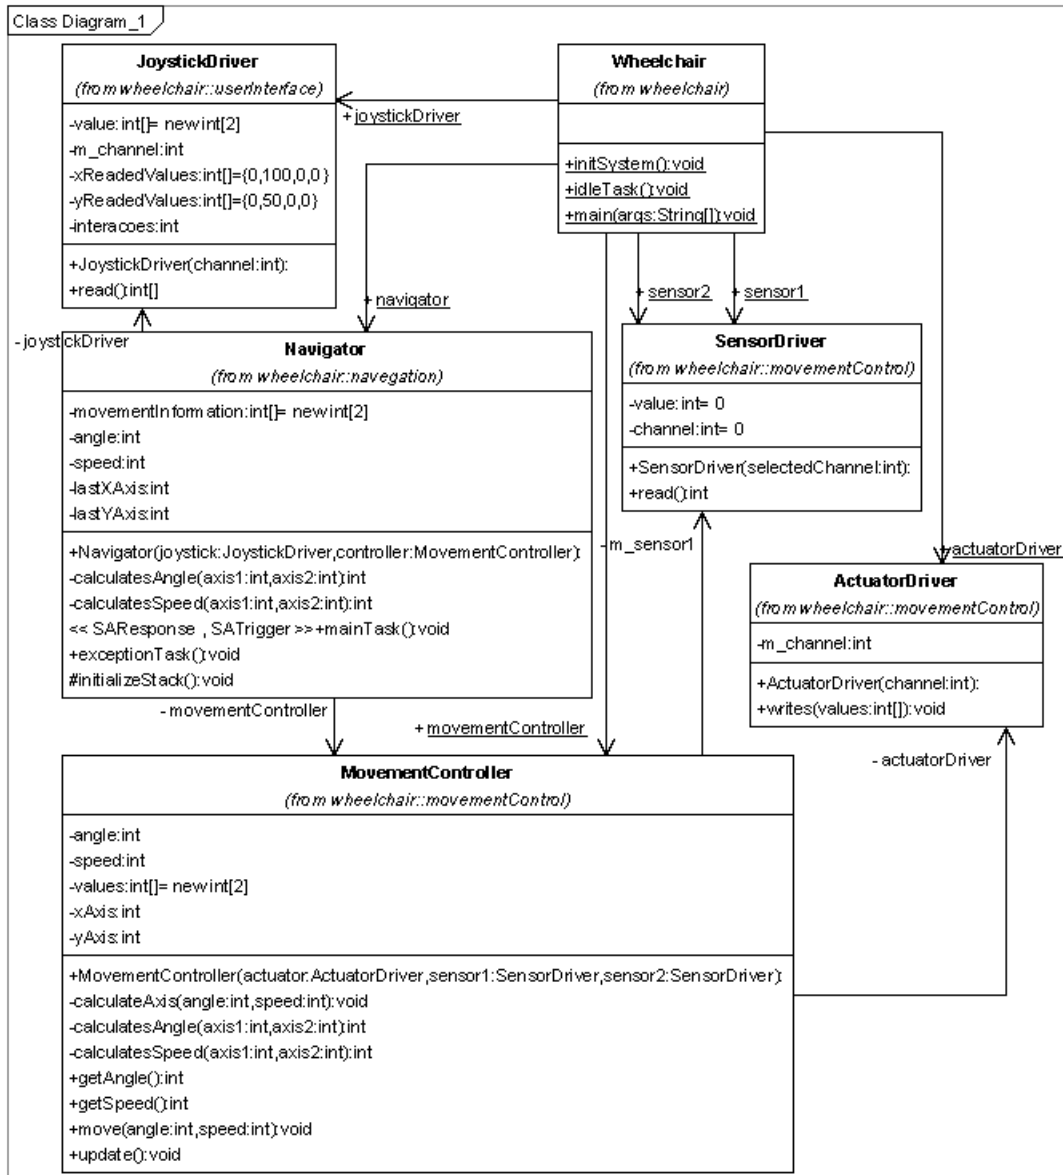 Class Diagram_1
JoystickDriver
(from wheelchair::userInterface)
-value:int[]= new int[2]
-m_channel:int
-xReadedValues:int[]={0,100,0,0}
-yReadedValues:int[]={0,50,0,0}
-interacoes:int
+JoystickDriver(channel:int):
+read():int[]
Wheelchair
(from wheelchair)
+initSystem():void
+idleTask():void
+main(args:String[]):void
+ joystickDriver
+ navigator
+ sensor2
+ sensor1
- joystickDriver
Navigator
(from wheelchair::navegation)
-movementInformation:int[]= new int[2]
-angle:int
-speed:int
-lastXAxis:int
-lastYAxis:int
+Navigator(joystick:JoystickDriver,controller:MovementController):
-calculatesAngle(axis1:int,axis2:int):int
-calculatesSpeed(axis1:int,axis2:int):int
<< SAResponse , SATrigger >>+mainTask():void
+exceptionTask():void
#initializeStack():void
SensorDriver
(from wheelchair::movementControl)
-value:int= 0
-channel:int= 0
+SensorDriver(selectedChannel:int):
+read():int
- m_sensor1
+actuatorDriver
ActuatorDriver
(from wheelchair::movementControl)
-m_channel:int
+ActuatorDriver(channel:int):
+writes(values:int[]):void
- movementController
+ movementController
- actuatorDriver
MovementController
(from wheelchair::movementControl)
-angle:int
-speed:int
-values:int[]= new int[2]
-xAxis:int
-yAxis:int
+MovementController(actuator:ActuatorDriver,sensor1:SensorDriver,sensor2:SensorDriver):
-calculateAxis(angle:int,speed:int):void
-calculatesAngle(axis1:int,axis2:int):int
-calculatesSpeed(axis1:int,axis2:int):int
+getAngle():int
+getSpeed():int
+move(angle:int,speed:int):void
+update():void